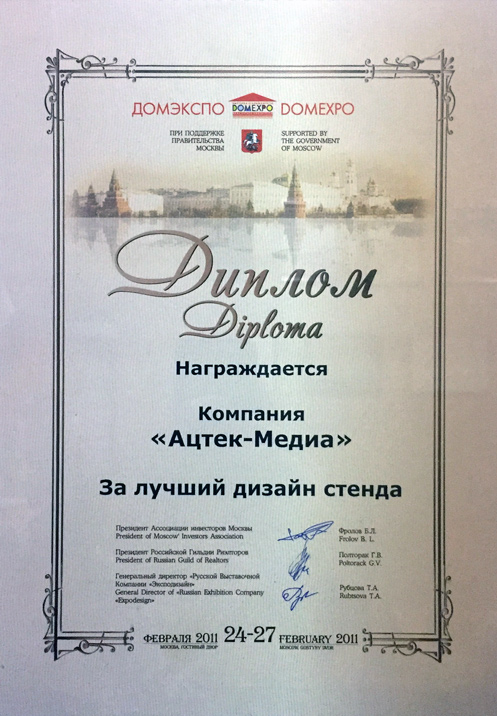 ДОМЭКСПО DOMEXPO DOMEXPO
ПРИ ПОДДЕРЖКЕ
ПРАВИТЕЛЬСТВА
МОСКВЫ
SUPPORTED BY
THE GOVERNMENT
OF MOSCOW
Диплом
Diploma
Награждается
Компания
«Ацтек-Медиа»
За лучший дизайн стенда
Президент Ассоциации инвесторов Москвы
President of Moscow' Investors Association
Фролов Б.Л.
Frolov B. L.
Президент Российской Гильдии Риэлторов
President of Russian Guild of Realtors
Полторак Г.В.
Poltorack G.V.
Генеральный директор «Русской Выставочной
Компании «Эксподизайн»
General Director of «Russian Exhibition Company
«Expodesign»
Рубцова Т.А.
Rubtsova T.A.
ФЕВРАЛЯ 2011 24-27 FEBRUARY 2011
МОСКВА, ГОСТИНЫЙ ДВОР
MOSCOW GOSTINY DVOR